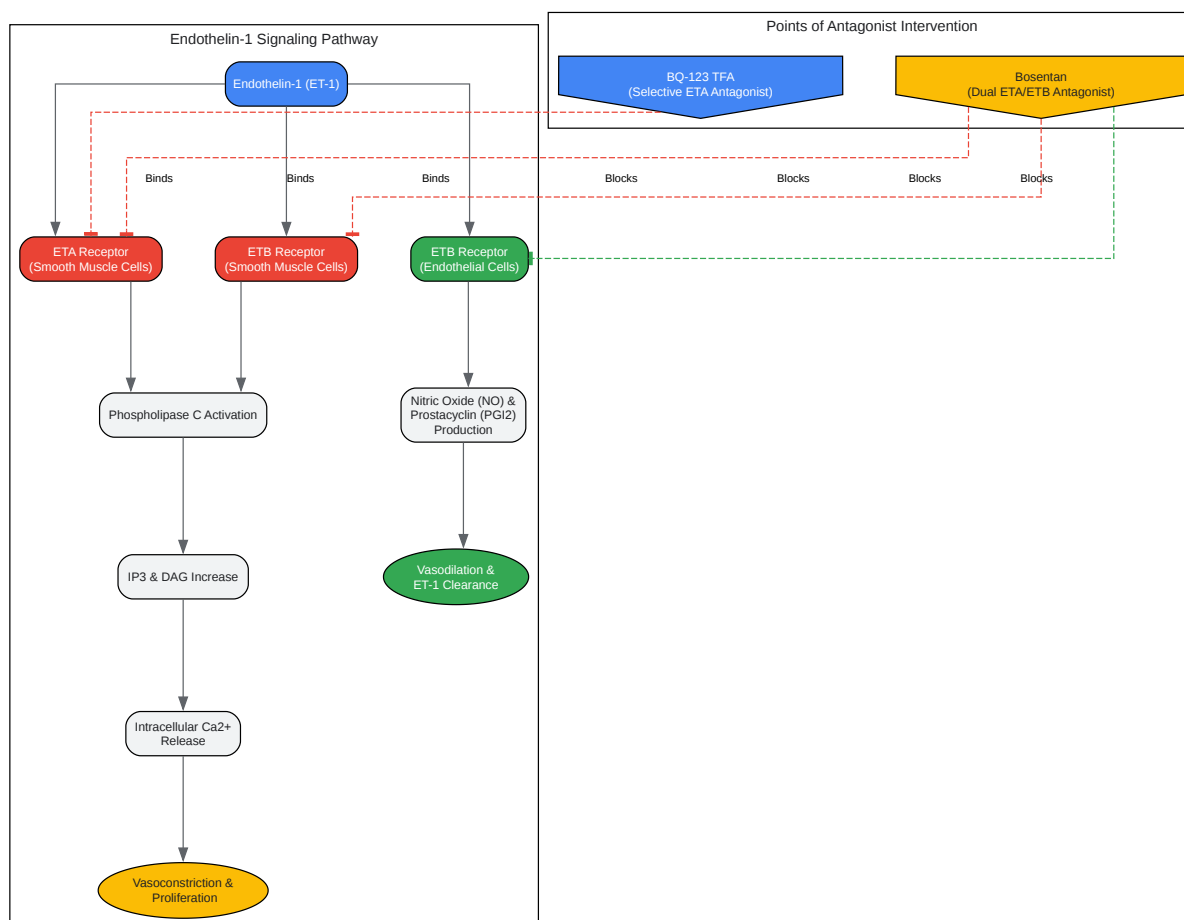 Points of Antagonist Intervention
Endothelin-1 Signaling Pathway
Endothelin-1 (ET-1)
BQ-123 TFA
(Selective ETA Antagonist)
Bosentan
(Dual ETA/ETB Antagonist)
Binds
Binds
Binds
Blocks
Blocks
Blocks
Blocks
ETA Receptor
(Smooth Muscle Cells)
ETB Receptor
(Smooth Muscle Cells)
ETB Receptor
(Endothelial Cells)
Phospholipase C Activation
Nitric Oxide (NO) &
Prostacyclin (PGI2)
Production
IP3 & DAG Increase
Vasodilation &
ET-1 Clearance
Intracellular Ca2+
Release
Vasoconstriction &
Proliferation